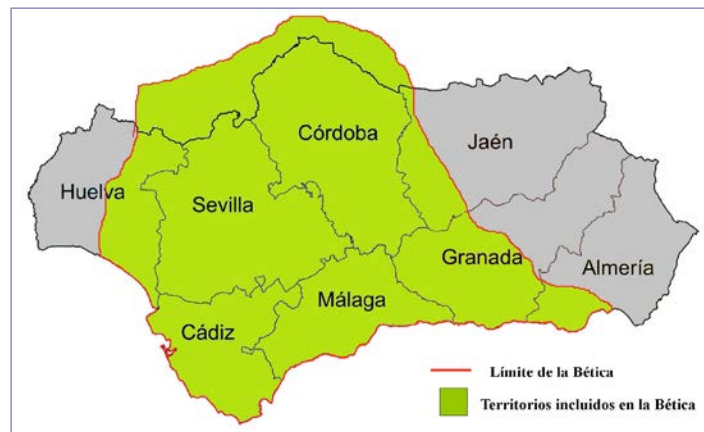 Córdoba
Jaén
Huelva
Sevilla
Granada
Almería
Málaga
Cádiz
Límite de la Bética
Territorios incluidos en la Bética